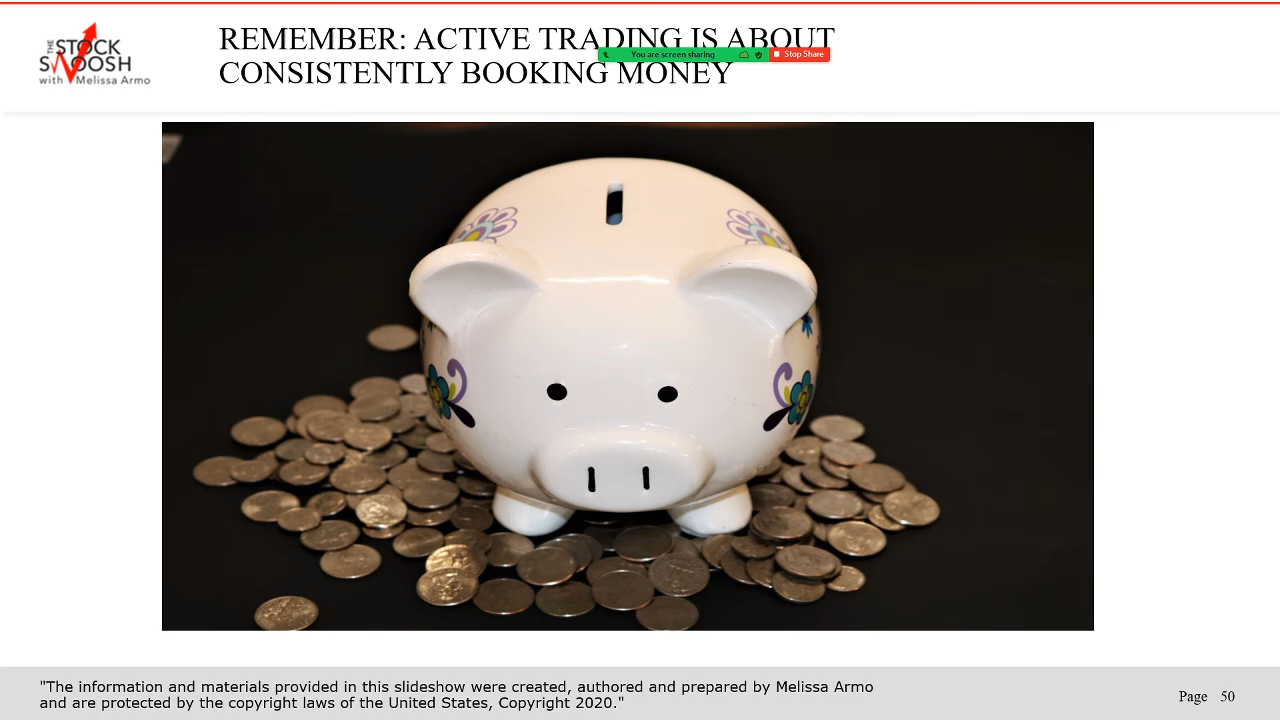 REMEMBER: ACTIVE TRADING IS ABOUT
CONSISTENTLY BOOKING MONEY
You are screen sharing
Stop Share
THE
STOCK
SWOOSH
with Melissa Armo
"The information and materials provided in this slideshow were created, authored and prepared by Melissa Armo
and are protected by the copyright laws of the United States, Copyright 2020."
Page 50